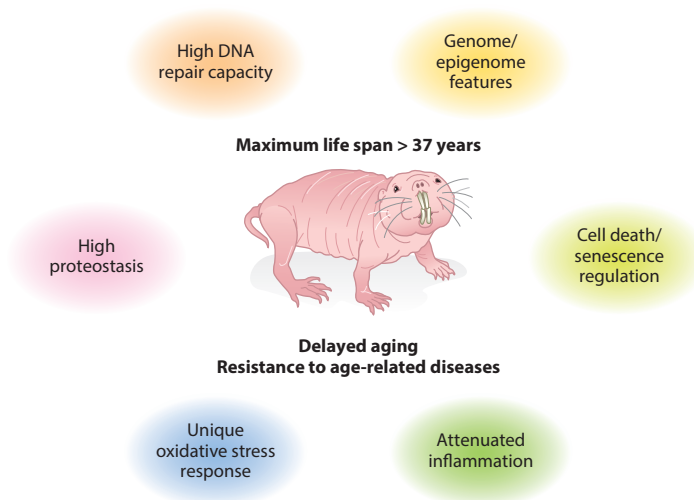 High DNA
repair capacity
Genome/
epigenome
features
Maximum life span > 37 years
High
proteostasis
Cell death/
senescence
regulation
Delayed aging
Resistance to age-related diseases
Unique
oxidative stress
response
Attenuated
inflammation